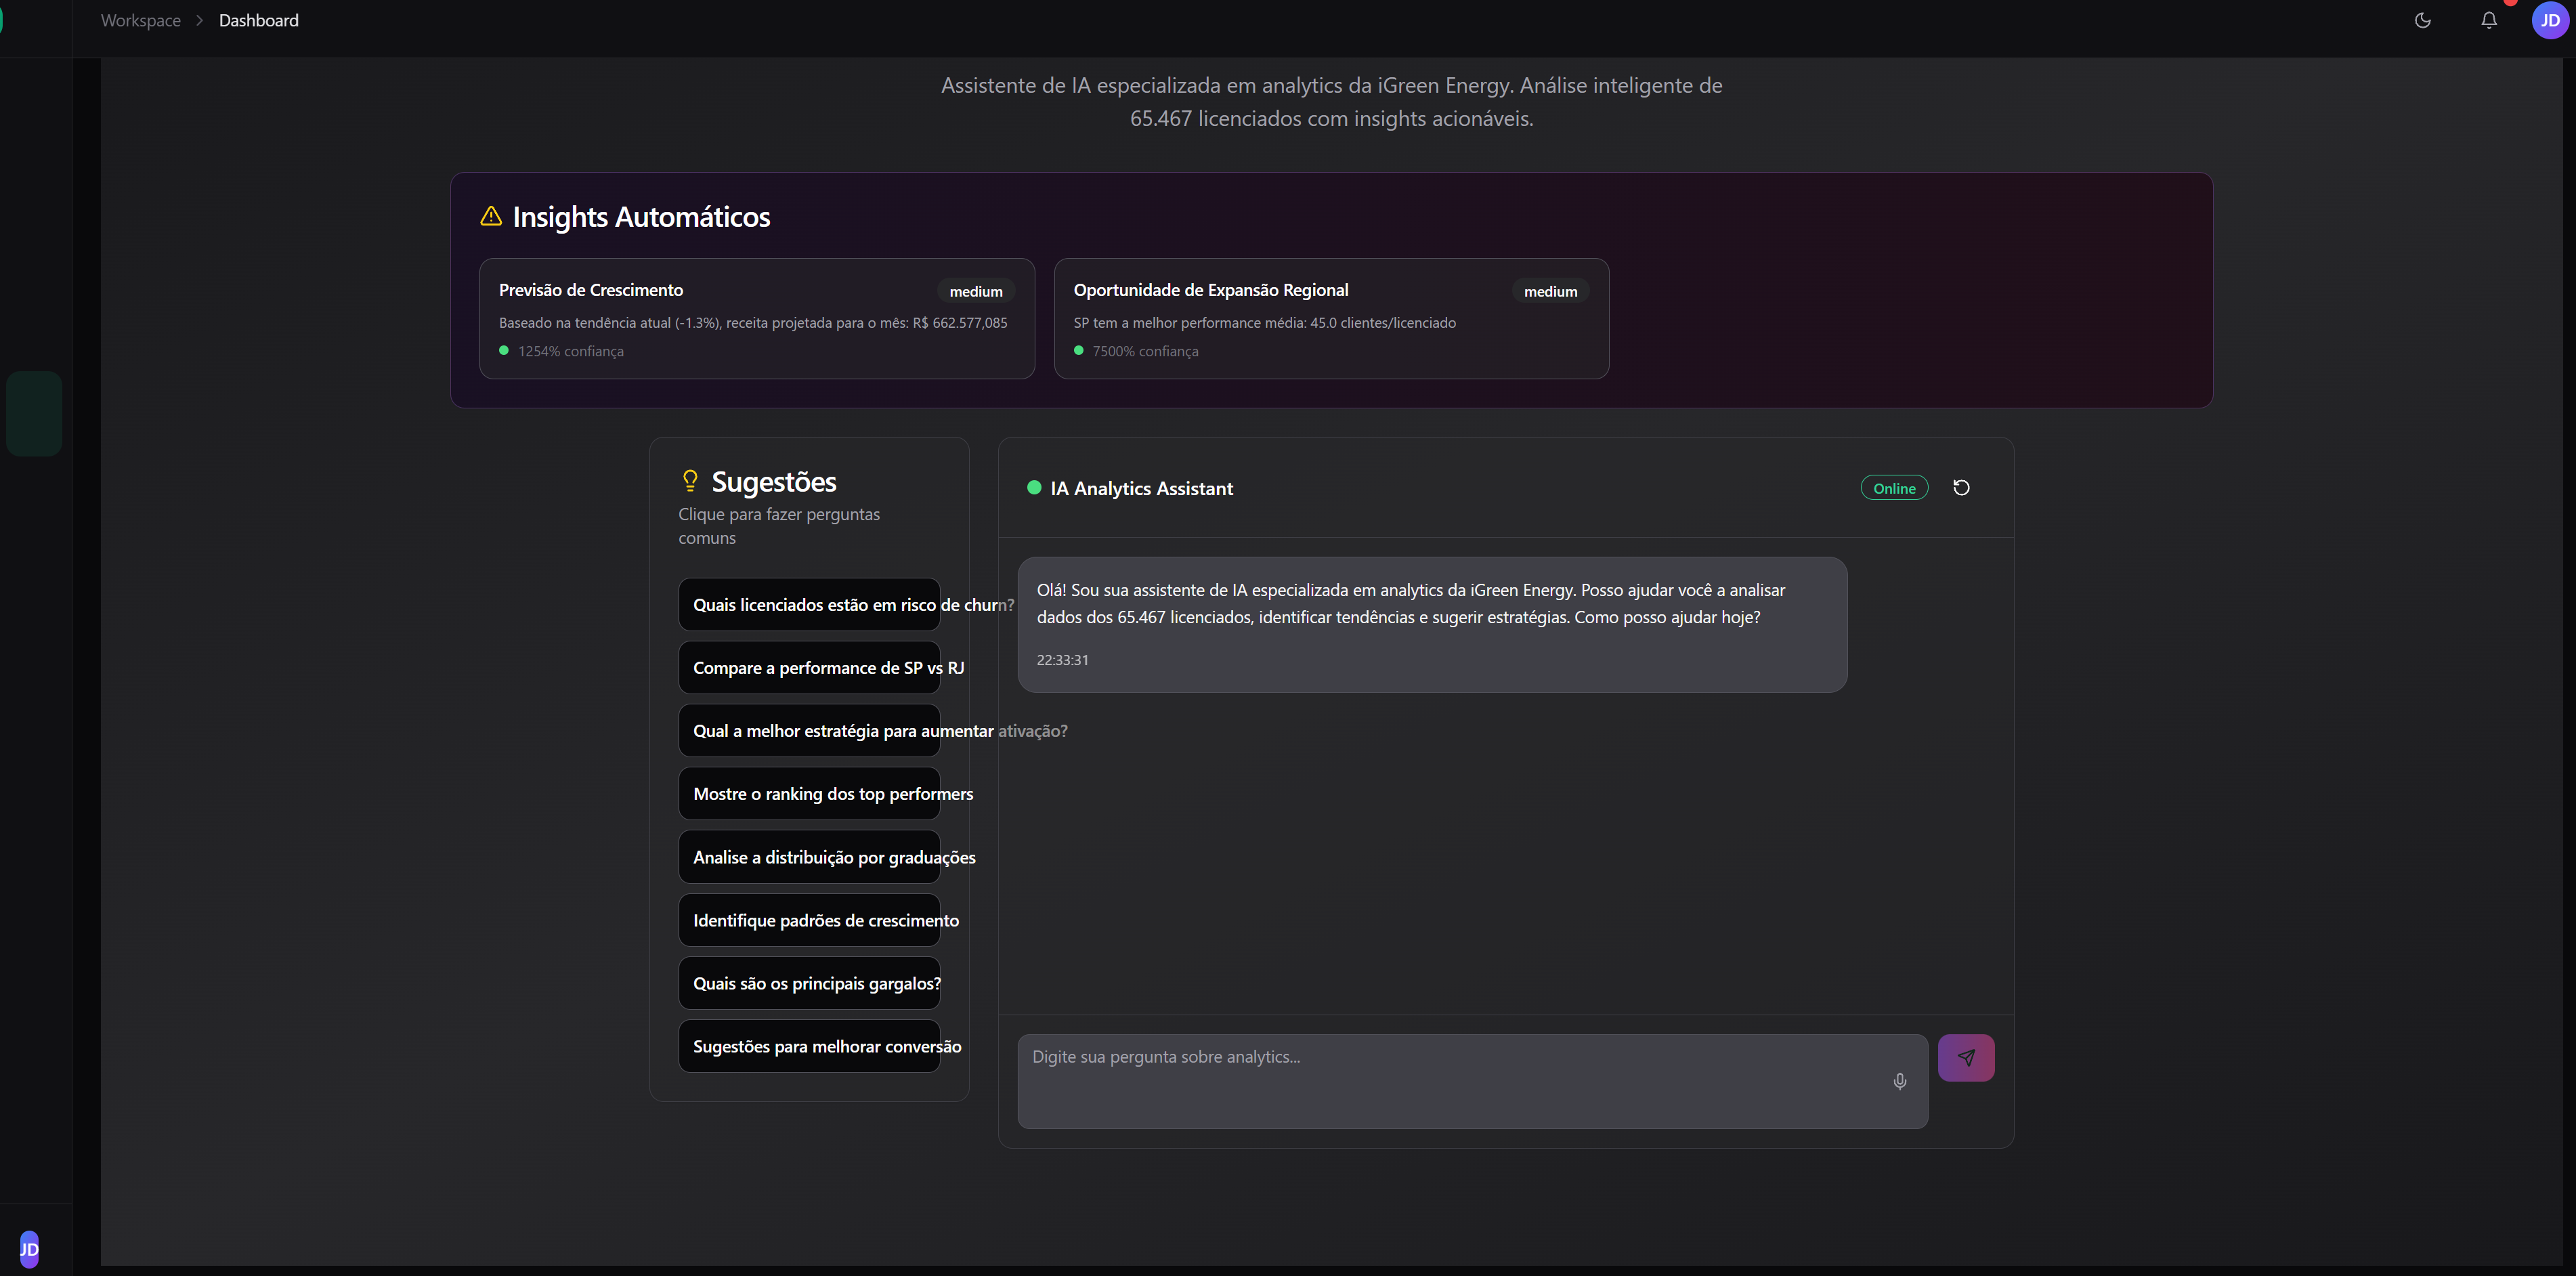 Workspace > Dashboard
JD
Assistente de IA especializada em analytics da iGreen Energy. Análise inteligente de
65.467 licenciados com insights acionáveis.
Insights Automáticos
Previsão de Crescimento
medium
Baseado na tendência atual (-1.3%), receita projetada para o mês: R$ 662.577,085
1254% confiança
Oportunidade de Expansão Regional
medium
SP tem a melhor performance média: 45.0 clientes/licenciado
7500% confiança
Sugestões
Clique para fazer perguntas
comuns
Quais licenciados estão em risco de churn?
Compare a performance de SP vs RJ
Qual a melhor estratégia para aumentar ativação?
Mostre o ranking dos top performers
Analise a distribuição por graduações
Identifique padrões de crescimento
Quais são os principais gargalos?
Sugestões para melhorar conversão
IA Analytics Assistant
Online
Olá! Sou sua assistente de IA especializada em analytics da iGreen Energy. Posso ajudar você a analisar
dados dos 65.467 licenciados, identificar tendências e sugerir estratégias. Como posso ajudar hoje?
22:33:31
Digite sua pergunta sobre analytics...
JD